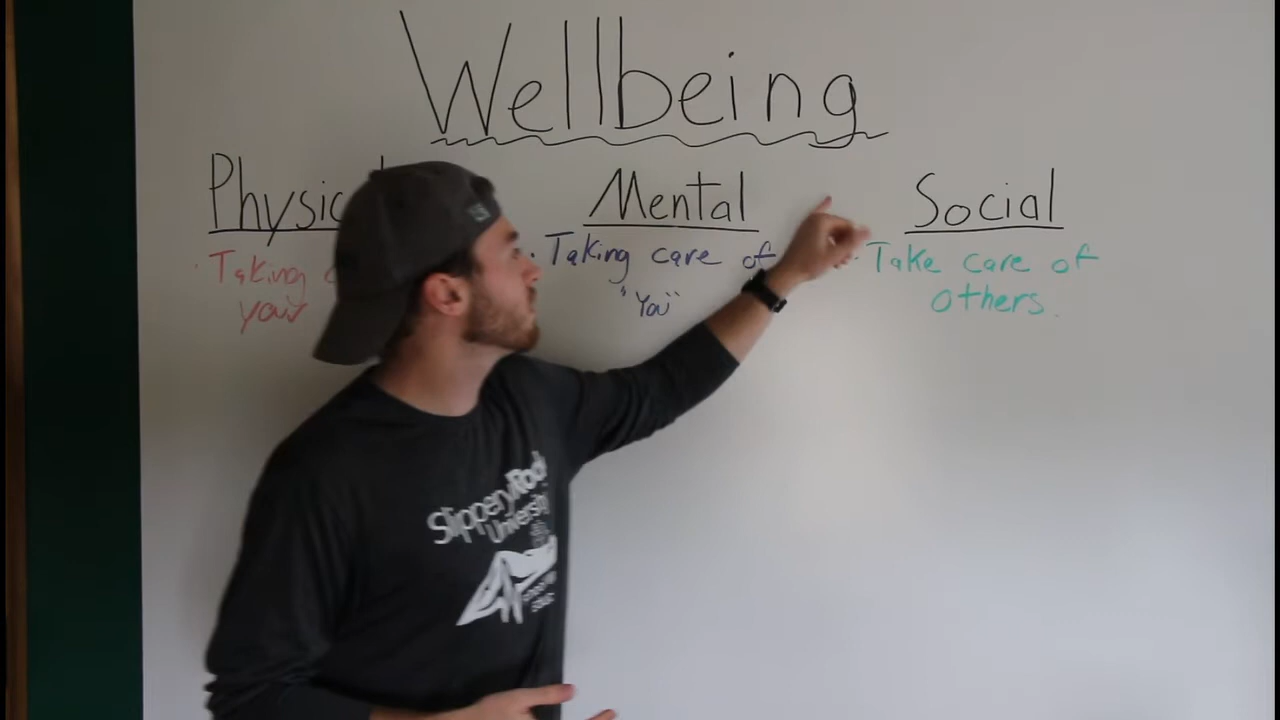 Wellbeing
Physic
Mental
Social
Taking
your
Taking care of
"You"
Take care of
others.
Slippery Rock
University